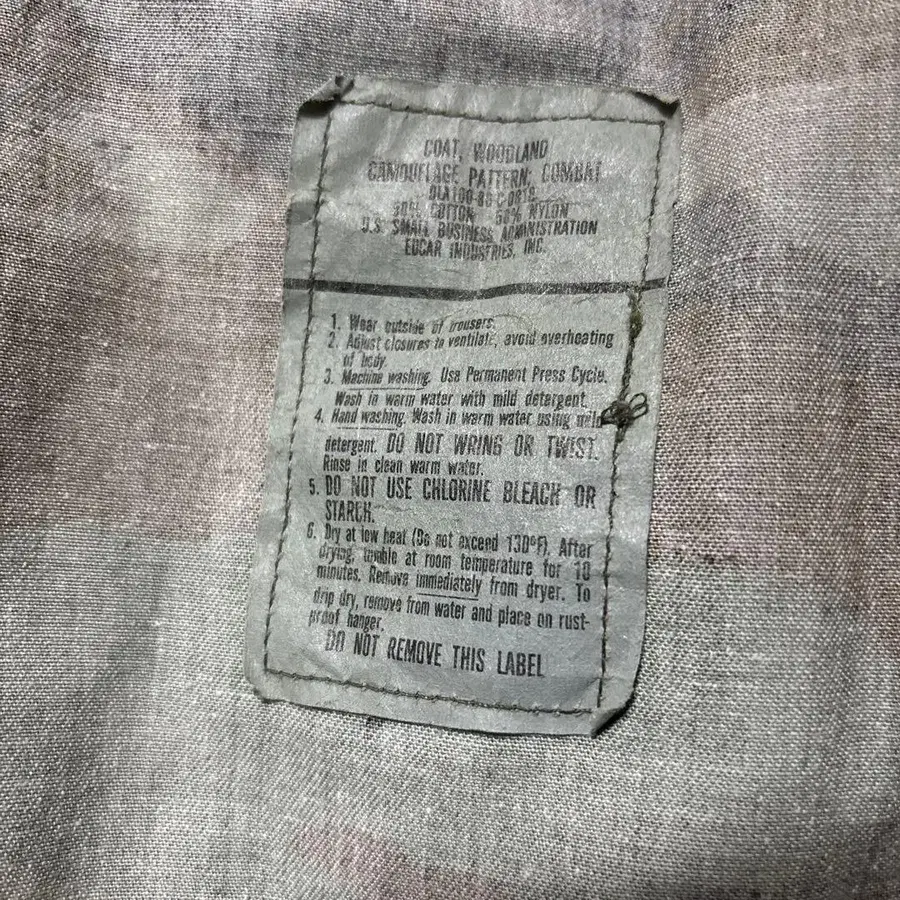 COAT, WOODLAND
CAMOUFLAGE PATTERN: COMBAT
50% COTTON 50% NYLON
U.S. SMALL BUSINESS ADMINISTRATION
EDGAR INDUSTRIES, INC.
1. Wear outside of trousers.
2. Adjust closures to ventilate, avoid overheating
of body.
3. Machine washing. Use Permanent Press Cycle.
Wash in warm water with mild detergent.
4. Hand washing. Wash in warm water using mild
detergent. DO NOT WRING OR TWIST.
Rinse in clean warm water.
5. DO NOT USE CHLORINE BLEACH OR
STARCH.
6. Dry at low heat (Do not exceed 130°F). After
drying, tumble at room temperature for 10
minutes. Remove immediately from dryer. To
drip dry, remove from water and place on rust-
proof hanger.
DO NOT REMOVE THIS LABEL